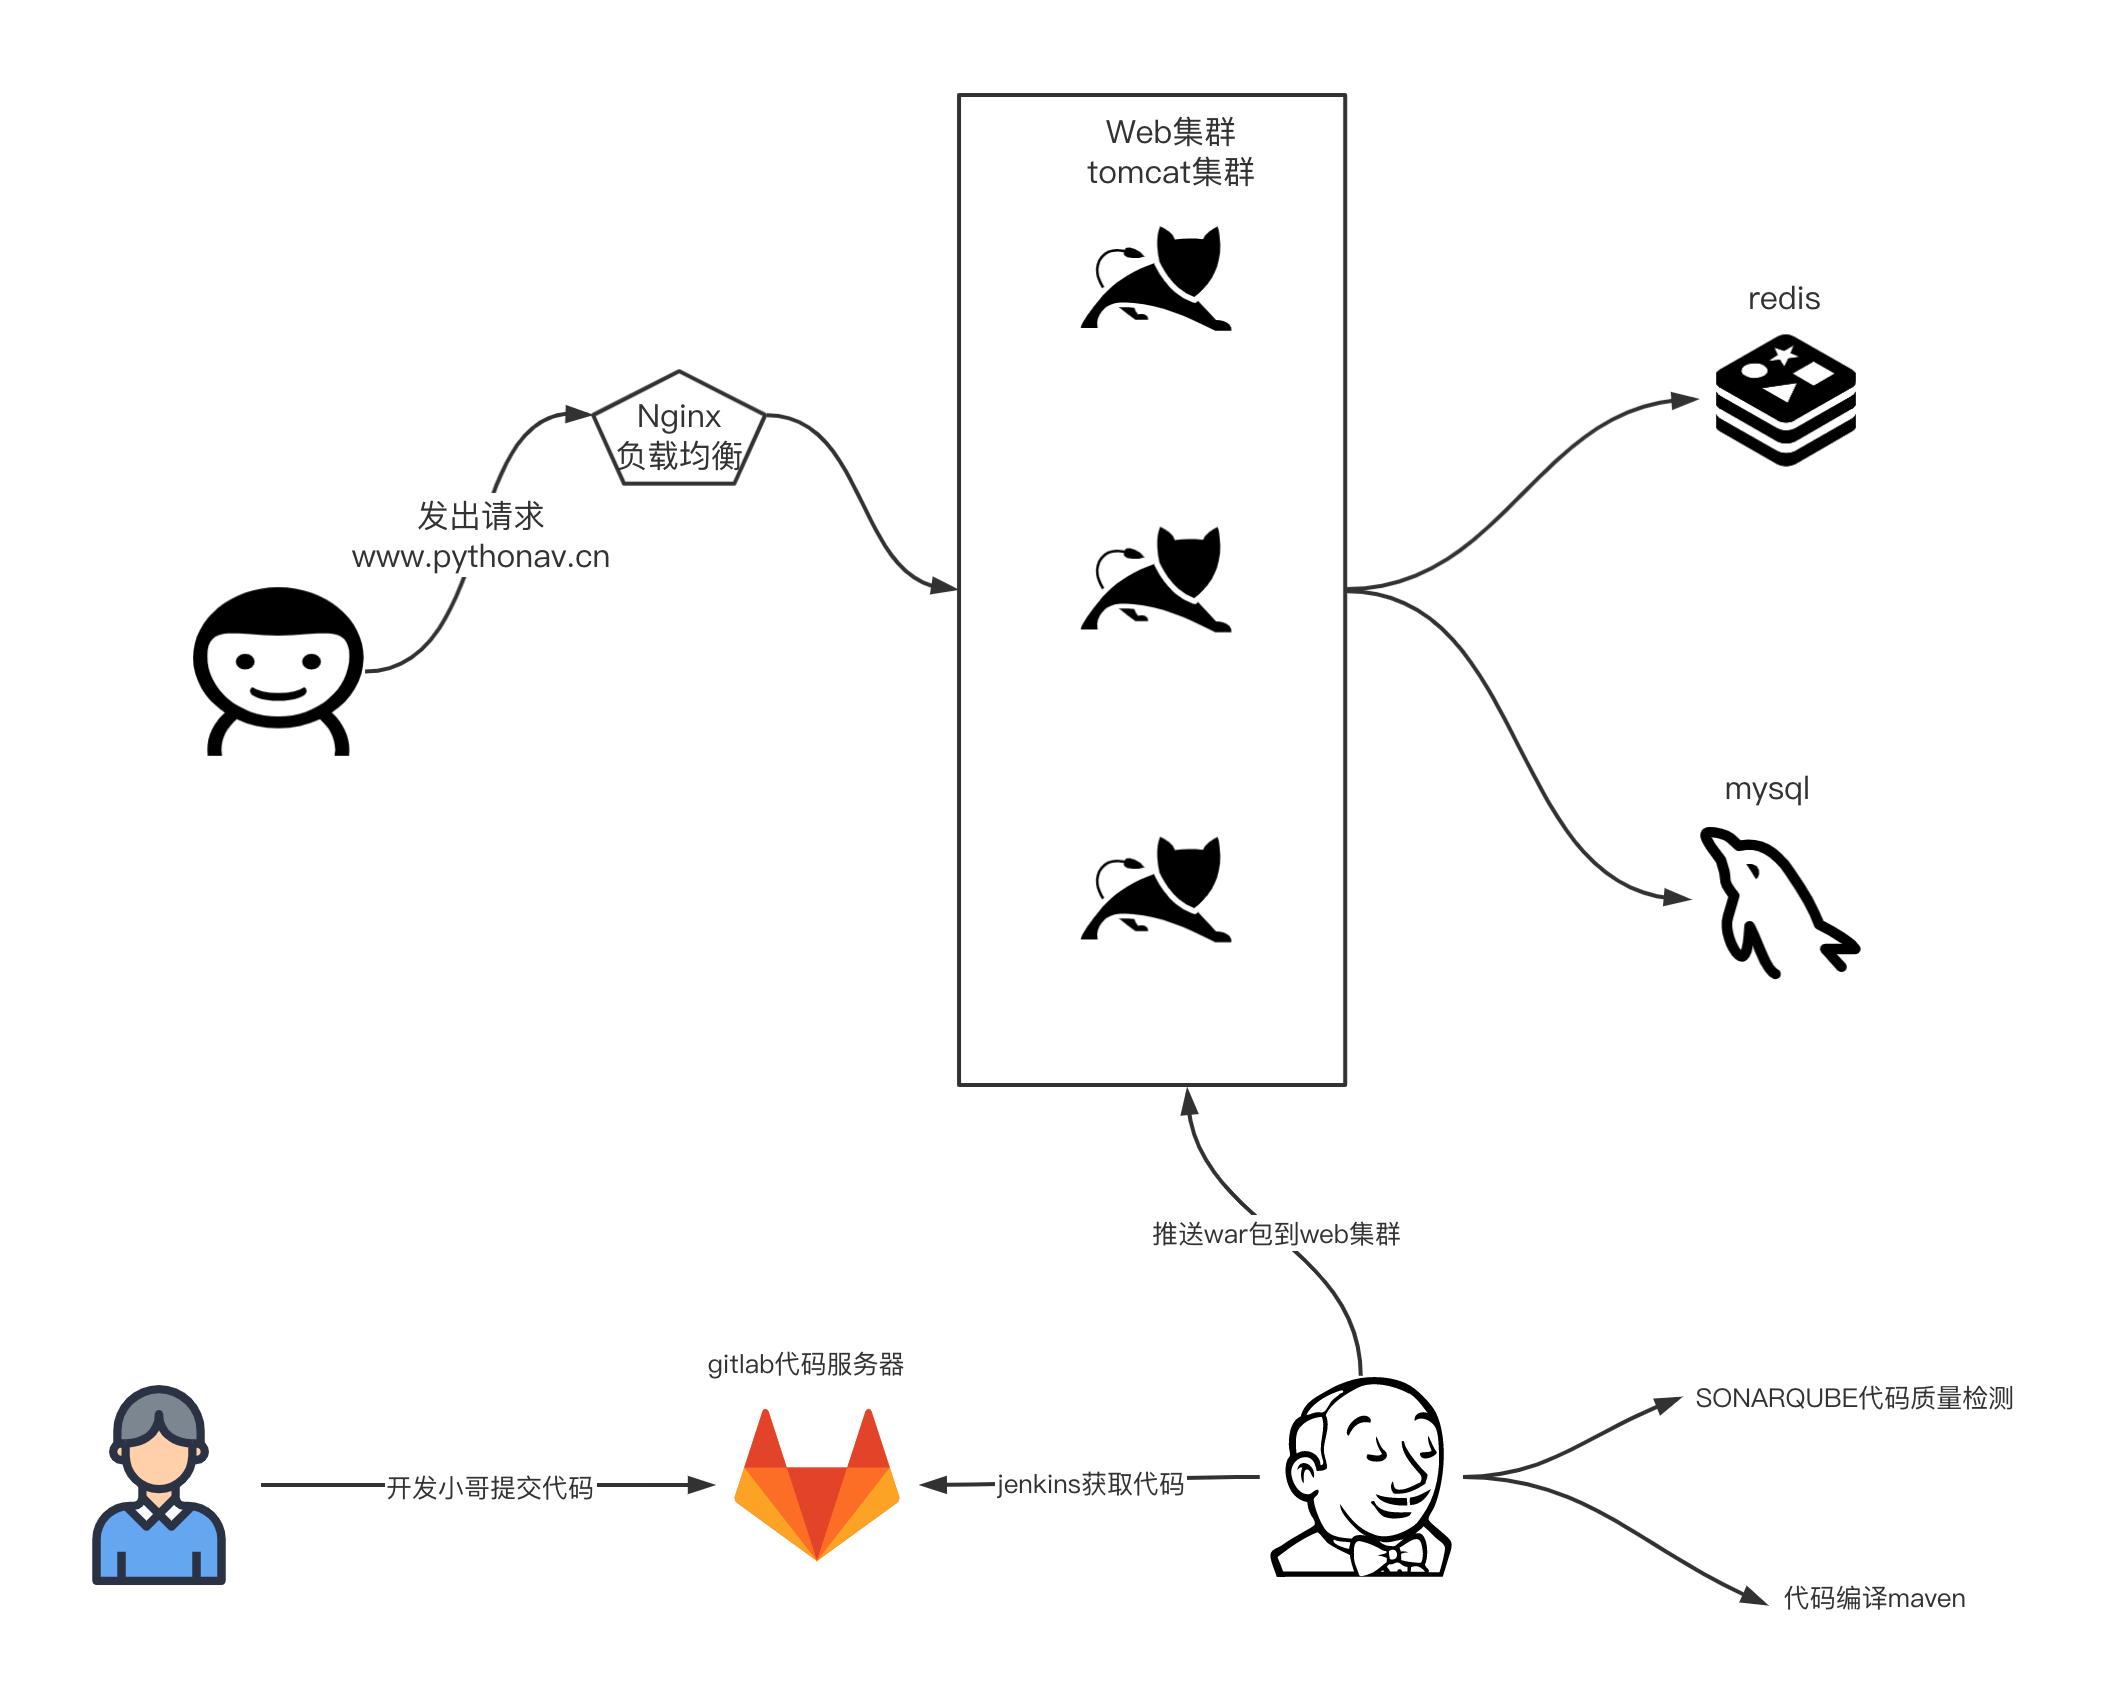 Web集群
tomcat集群
redis
Nginx
负载均衡
发出请求
www.pythonav.cn
mysql
推送war包到web集群
gitlab代码服务器
SONARQUBE代码质量检测
开发小哥提交代码
jenkins获取代码
代码编译maven